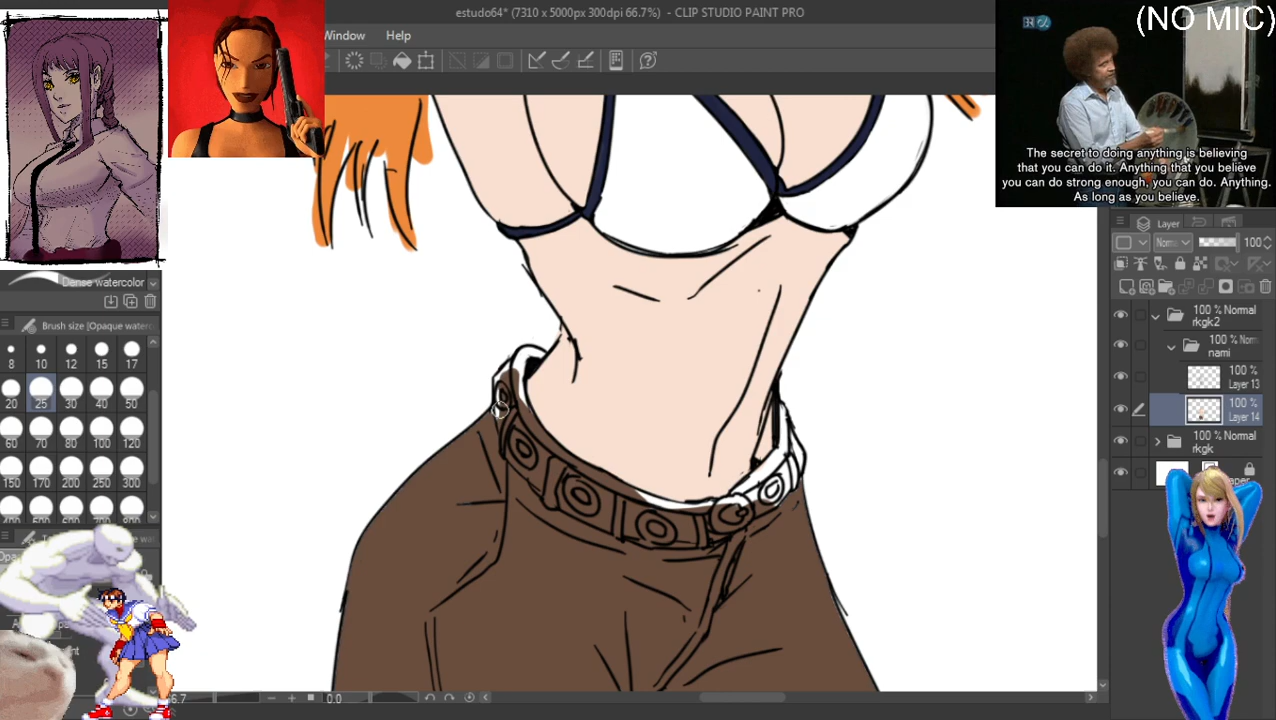 estudo64* (7310 x 5000px 300dpi 66.7%) - CLIP STUDIO PAINT PRO
(NO MIC)
Window Help
The secret to doing anything is believing
that you can do it. Anything that you believe
you can do strong enough, you can do. Anything.
As long as you believe.
Layer
100
Dense watercolor
Brush size [Opaque water
8 10 12 15 17
20 25 30 40 50
60 70 80 100 120
150 170 200 250 300
100 % Normal
rkgk2
100 % Norm
nami
100 %
Layer 13
100 %
Layer 14
100 % Normal
rkgk
0.0